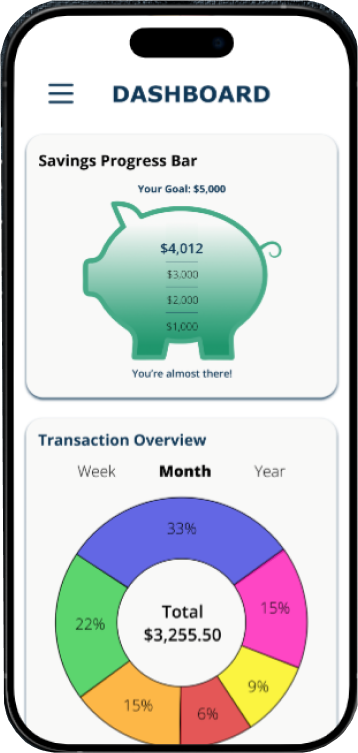 DASHBOARD
Savings Progress Bar
Your Goal: $5,000
$4,012
$3,000
$2,000
$1,000
You're almost there!
Transaction Overview
Week Month Year
33%
15%
22%
Total
$3,255.50
9%
15%
6%